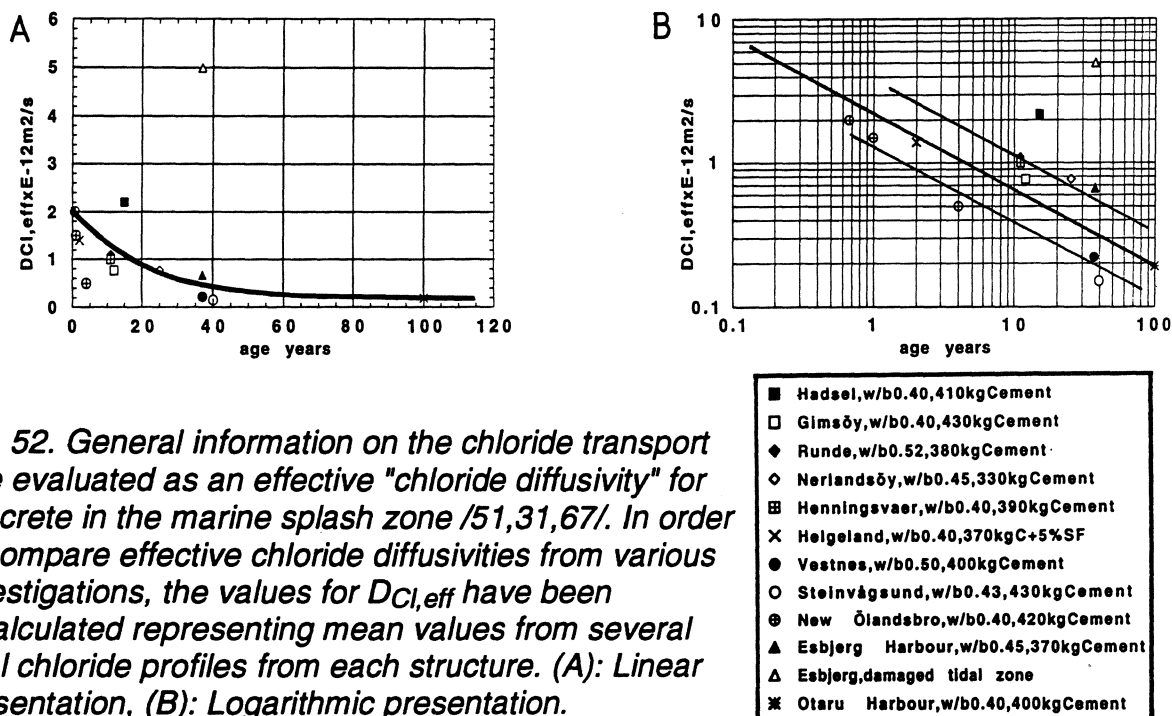 A
6
5
4
3
2
1
0
DCl,effxE-12m2/s
0 20 40 60 80 100 120
age years
B
10
1
0.1
DCl,effxE-12m2/s
0.1 1 10 100
age years
52. General information on the chloride transport
e evaluated as an effective "chloride diffusivity" for
crete in the marine splash zone /51,31,67/. In order
ompare effective chloride diffusivities from various
estigations, the values for DCl,eff have been
alculated representing mean values from several
l chloride profiles from each structure. (A): Linear
sentation, (B): Logarithmic presentation.
Hadsel,w/b0.40,410kgCement
Gimsöy,w/b0.40,430kgCement
Runde,w/b0.52,380kgCement
Nerlandsöy,w/b0.45,330kgCement
Henningsvaer,w/b0.40,390kgCement
Helgeland,w/b0.40,370kgC+5%SF
Vestnes,w/b0.50,400kgCement
Steinvågsund,w/b0.43,430kgCement
New Ölandsbro,w/b0.40,420kgCement
Esbjerg Harbour,w/b0.45,370kgCement
Esbjerg,damaged tidal zone
Otaru Harbour,w/b0.40,400kgCement